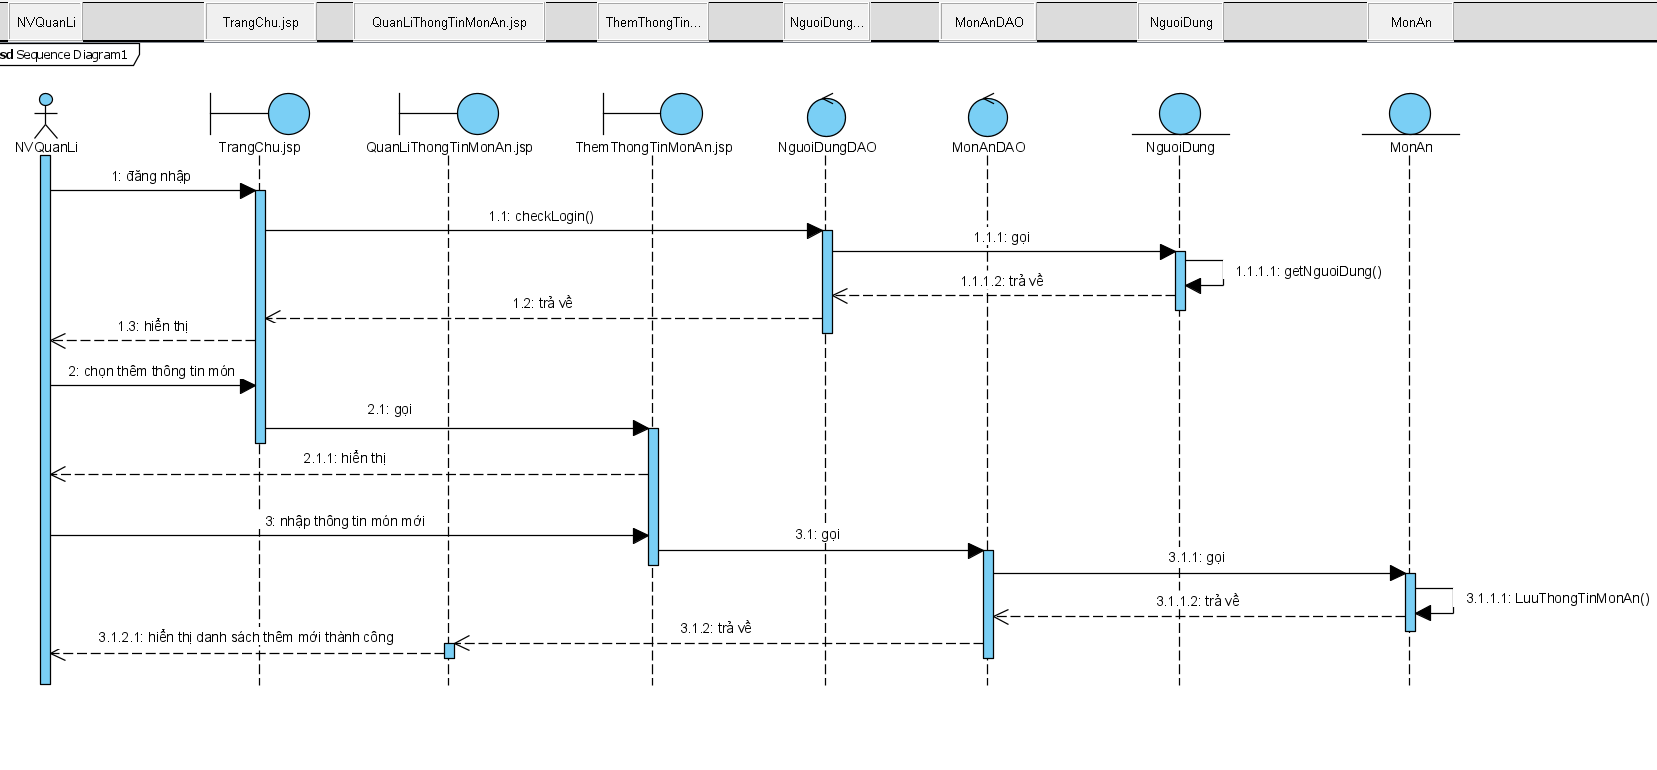 NVQuanLi
TrangChu.jsp
QuanLiThongTinMonAn.jsp
ThemThongTin...
NguoiDung...
MonAnDAO
NguoiDung
MonAn
sd Sequence Diagram1
NVQuanLi
TrangChu.jsp
QuanLiThongTinMonAn.jsp
ThemThongTinMonAn.jsp
NguoiDungDAO
MonAnDAO
NguoiDung
MonAn
1: đăng nhập
1.1: checkLogin()
1.1.1: gọi
1.1.1.1: getNguoiDung()
1.1.1.2: trả về
1.2: trả về
1.3: hiển thị
2: chọn thêm thông tin món
2.1: gọi
2.1.1: hiển thị
3: nhập thông tin món mới
3.1: gọi
3.1.1: gọi
3.1.1.1: LuuThongTinMonAn()
3.1.1.2: trả về
3.1.2: trả về
3.1.2.1: hiển thị danh sách thêm mới thành công